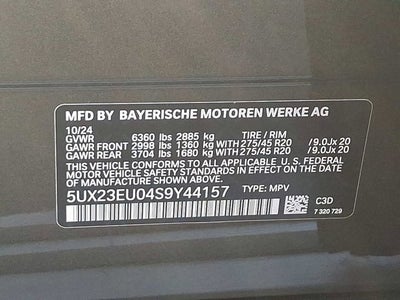 MFD BY BAYERISCHE MOTOREN WERKE AG
10/24
GVWR 6360 lbs 2885 kg TIRE / RIM
GAWR FRONT 2998 lbs 1360 kg WITH 275/45 R20 / 9.0Jx 20
GAWR REAR 3704 lbs 1680 kg WITH 275/45 R20 / 9.0Jx 20
THIS VEHICLE CONFORMS TO ALL APPLICABLE U. S. FEDERAL
MOTOR VEHICLE SAFETY STANDARDS IN EFFECT ON THE
DATE OF MANUFACTURE SHOWN ABOVE.
5UX23EU04S9Y44157 TYPE: MPV
C3D
7 320 729